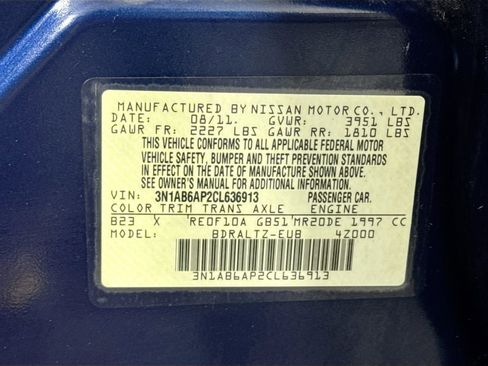 MANUFACTURED BY NISSAN MOTOR CO., LTD.
DATE: 08/11. GVWR: 3951 LBS
GAWR FR: 2227 LBS GAWR RR: 1810 LBS
THIS VEHICLE CONFORMS TO ALL APPLICABLE FEDERAL MOTOR
VEHICLE SAFETY, BUMPER AND THEFT PREVENTION STANDARDS
IN EFFECT ON THE DATE OF MANUFACTURE SHOWN ABOVE.
SEE OWNER'S MANUAL FOR ADDITIONAL INFORMATION.
VIN: 3N1AB6AP2CL636913 PASSENGER CAR.
COLOR TRIM TRANS AXLE ENGINE
B23 X RE0F10A GB51 MR20DE 1997 CC
MODEL: BDRALTZ-EUB 4Z000
3N1AB6AP2CL636913